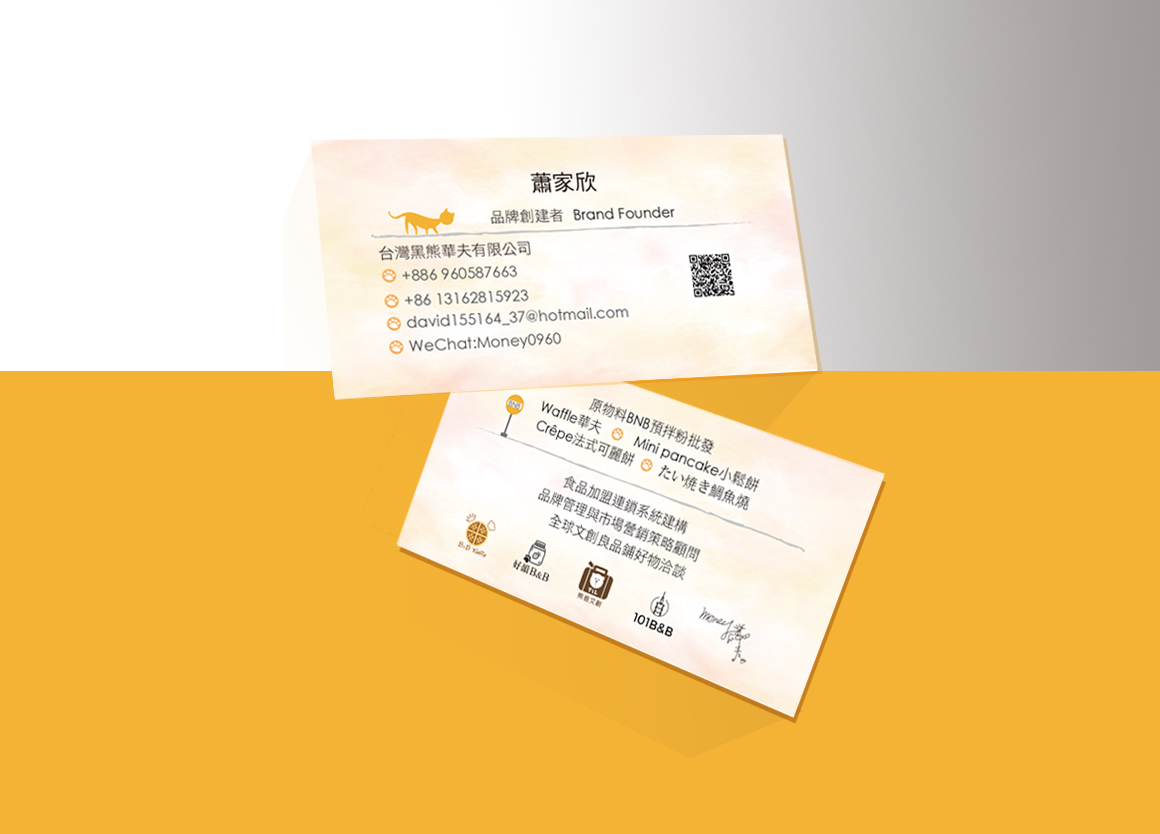 蕭家欣
品牌創建者 Brand Founder
台灣黑熊華夫有限公司
+886 960587663
+86 13162815923
david155164_37@hotmail.com
WeChat:Money0960
BNB
原物料BNB預拌粉批發
Waffle華夫 Mini pancake小鬆餅
Crêpe法式可麗餅 たい焼き鯛魚燒
食品加盟連鎖系統建構
品牌管理與市場營銷策略顧問
全球文創良品鋪好物洽談
好韻B&B
熊島文創
101B&B
money